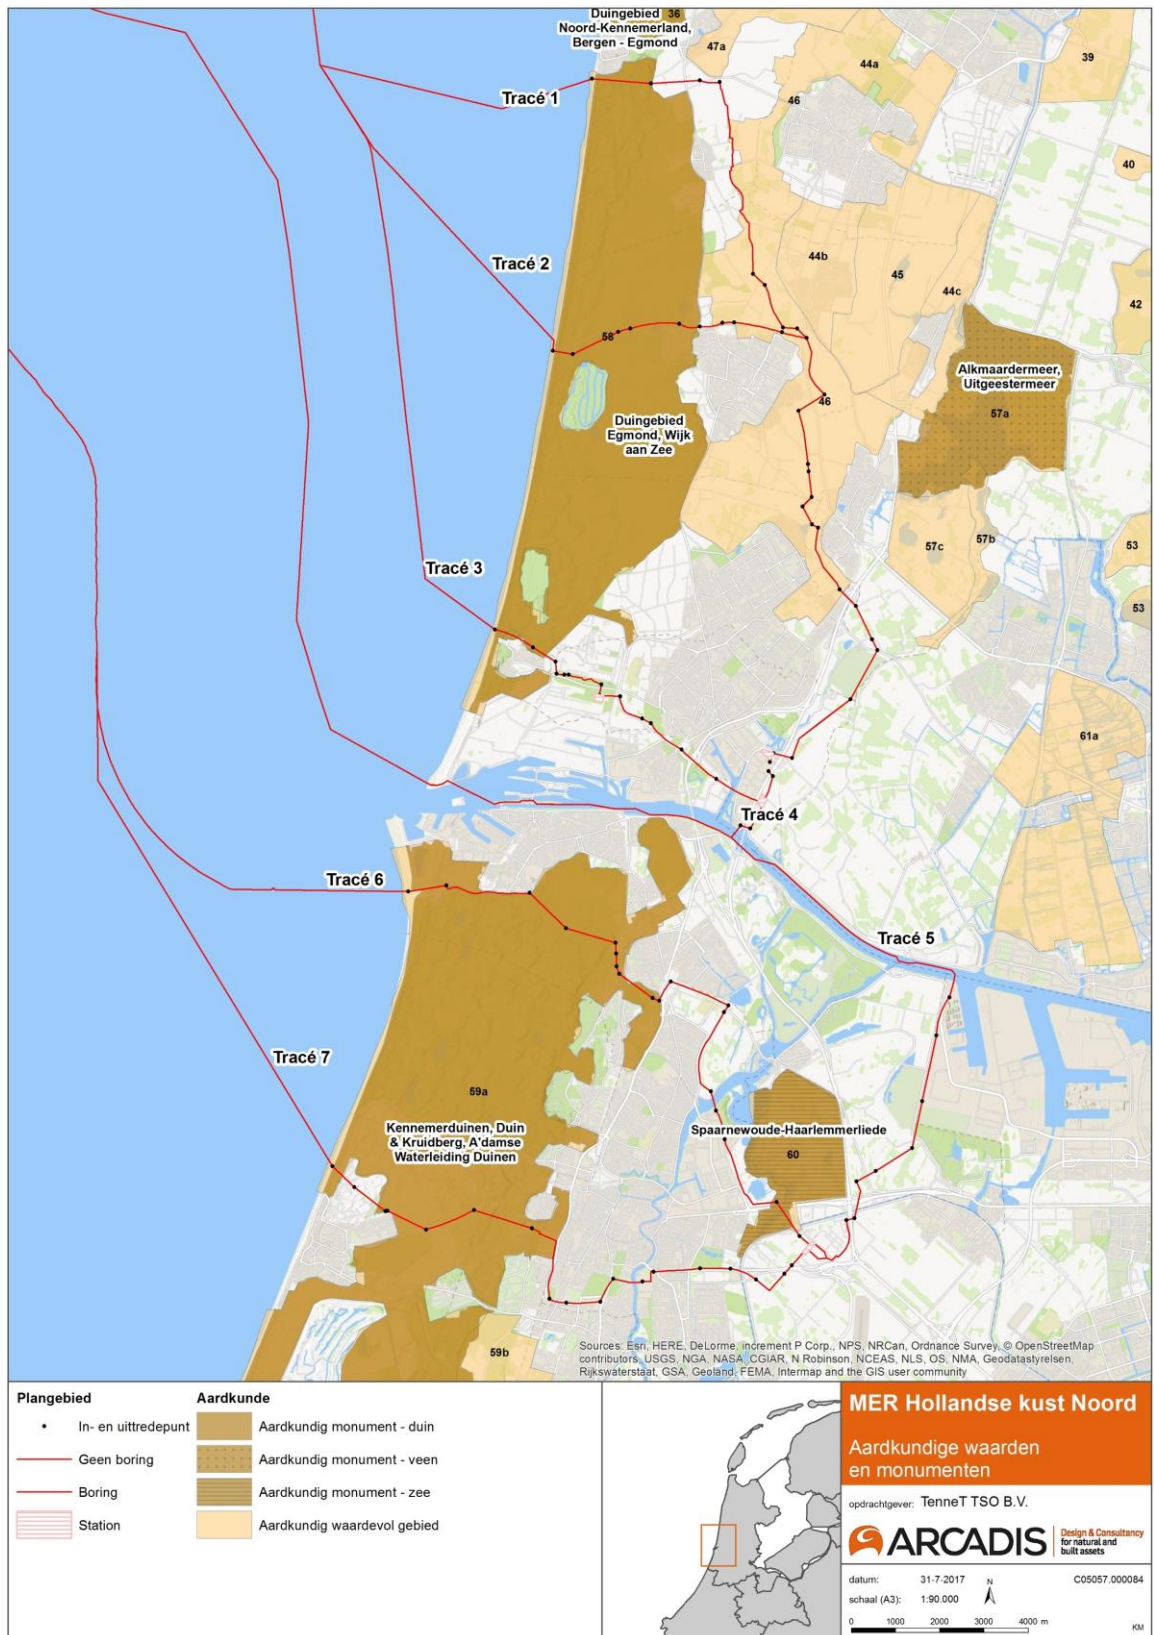 Duingebied
Noord-Kennemerland,
Bergen - Egmond
36
47a
44a
39
Tracé 1
46
40
Tracé 2
44b
45
44c
42
58
Alkmaardermeer,
Uitgeestermeer
57a
46
Duingebied
Egmond, Wijk
aan Zee
57b
57c
53
Tracé 3
53
61a
Tracé 4
Tracé 6
Tracé 5
Tracé 7
59a
Kennemerduinen, Duin
& Kruidberg, A'damse
Waterleiding Duinen
Spaarnewoude-Haarlemmerliede
60
59b
Sources: Esri, HERE, DeLorme, increment P Corp., NPS, NRCan, Ordnance Survey, © OpenStreetMap
contributors, USGS, NGA, NASA, CGIAR, N Robinson, NCEAS, NLS, OS, NMA, Geodatastyrelsen,
Rijkswaterstaat, GSA, Geoland, FEMA, Intermap and the GIS user community
Plangebied
In- en uittredepunt
Geen boring
Boring
Station
Aardkunde
Aardkundig monument - duin
Aardkundig monument - veen
Aardkundig monument - zee
Aardkundig waardevol gebied
MER Hollandse kust Noord
Aardkundige waarden
en monumenten
opdrachtgever: TenneT TSO B.V.
ARCADIS
Design & Consultancy
for natural and
built assets
datum: 31-7-2017 N C05057.000084
schaal (A3): 1:90.000
0 1000 2000 3000 4000 m
KM